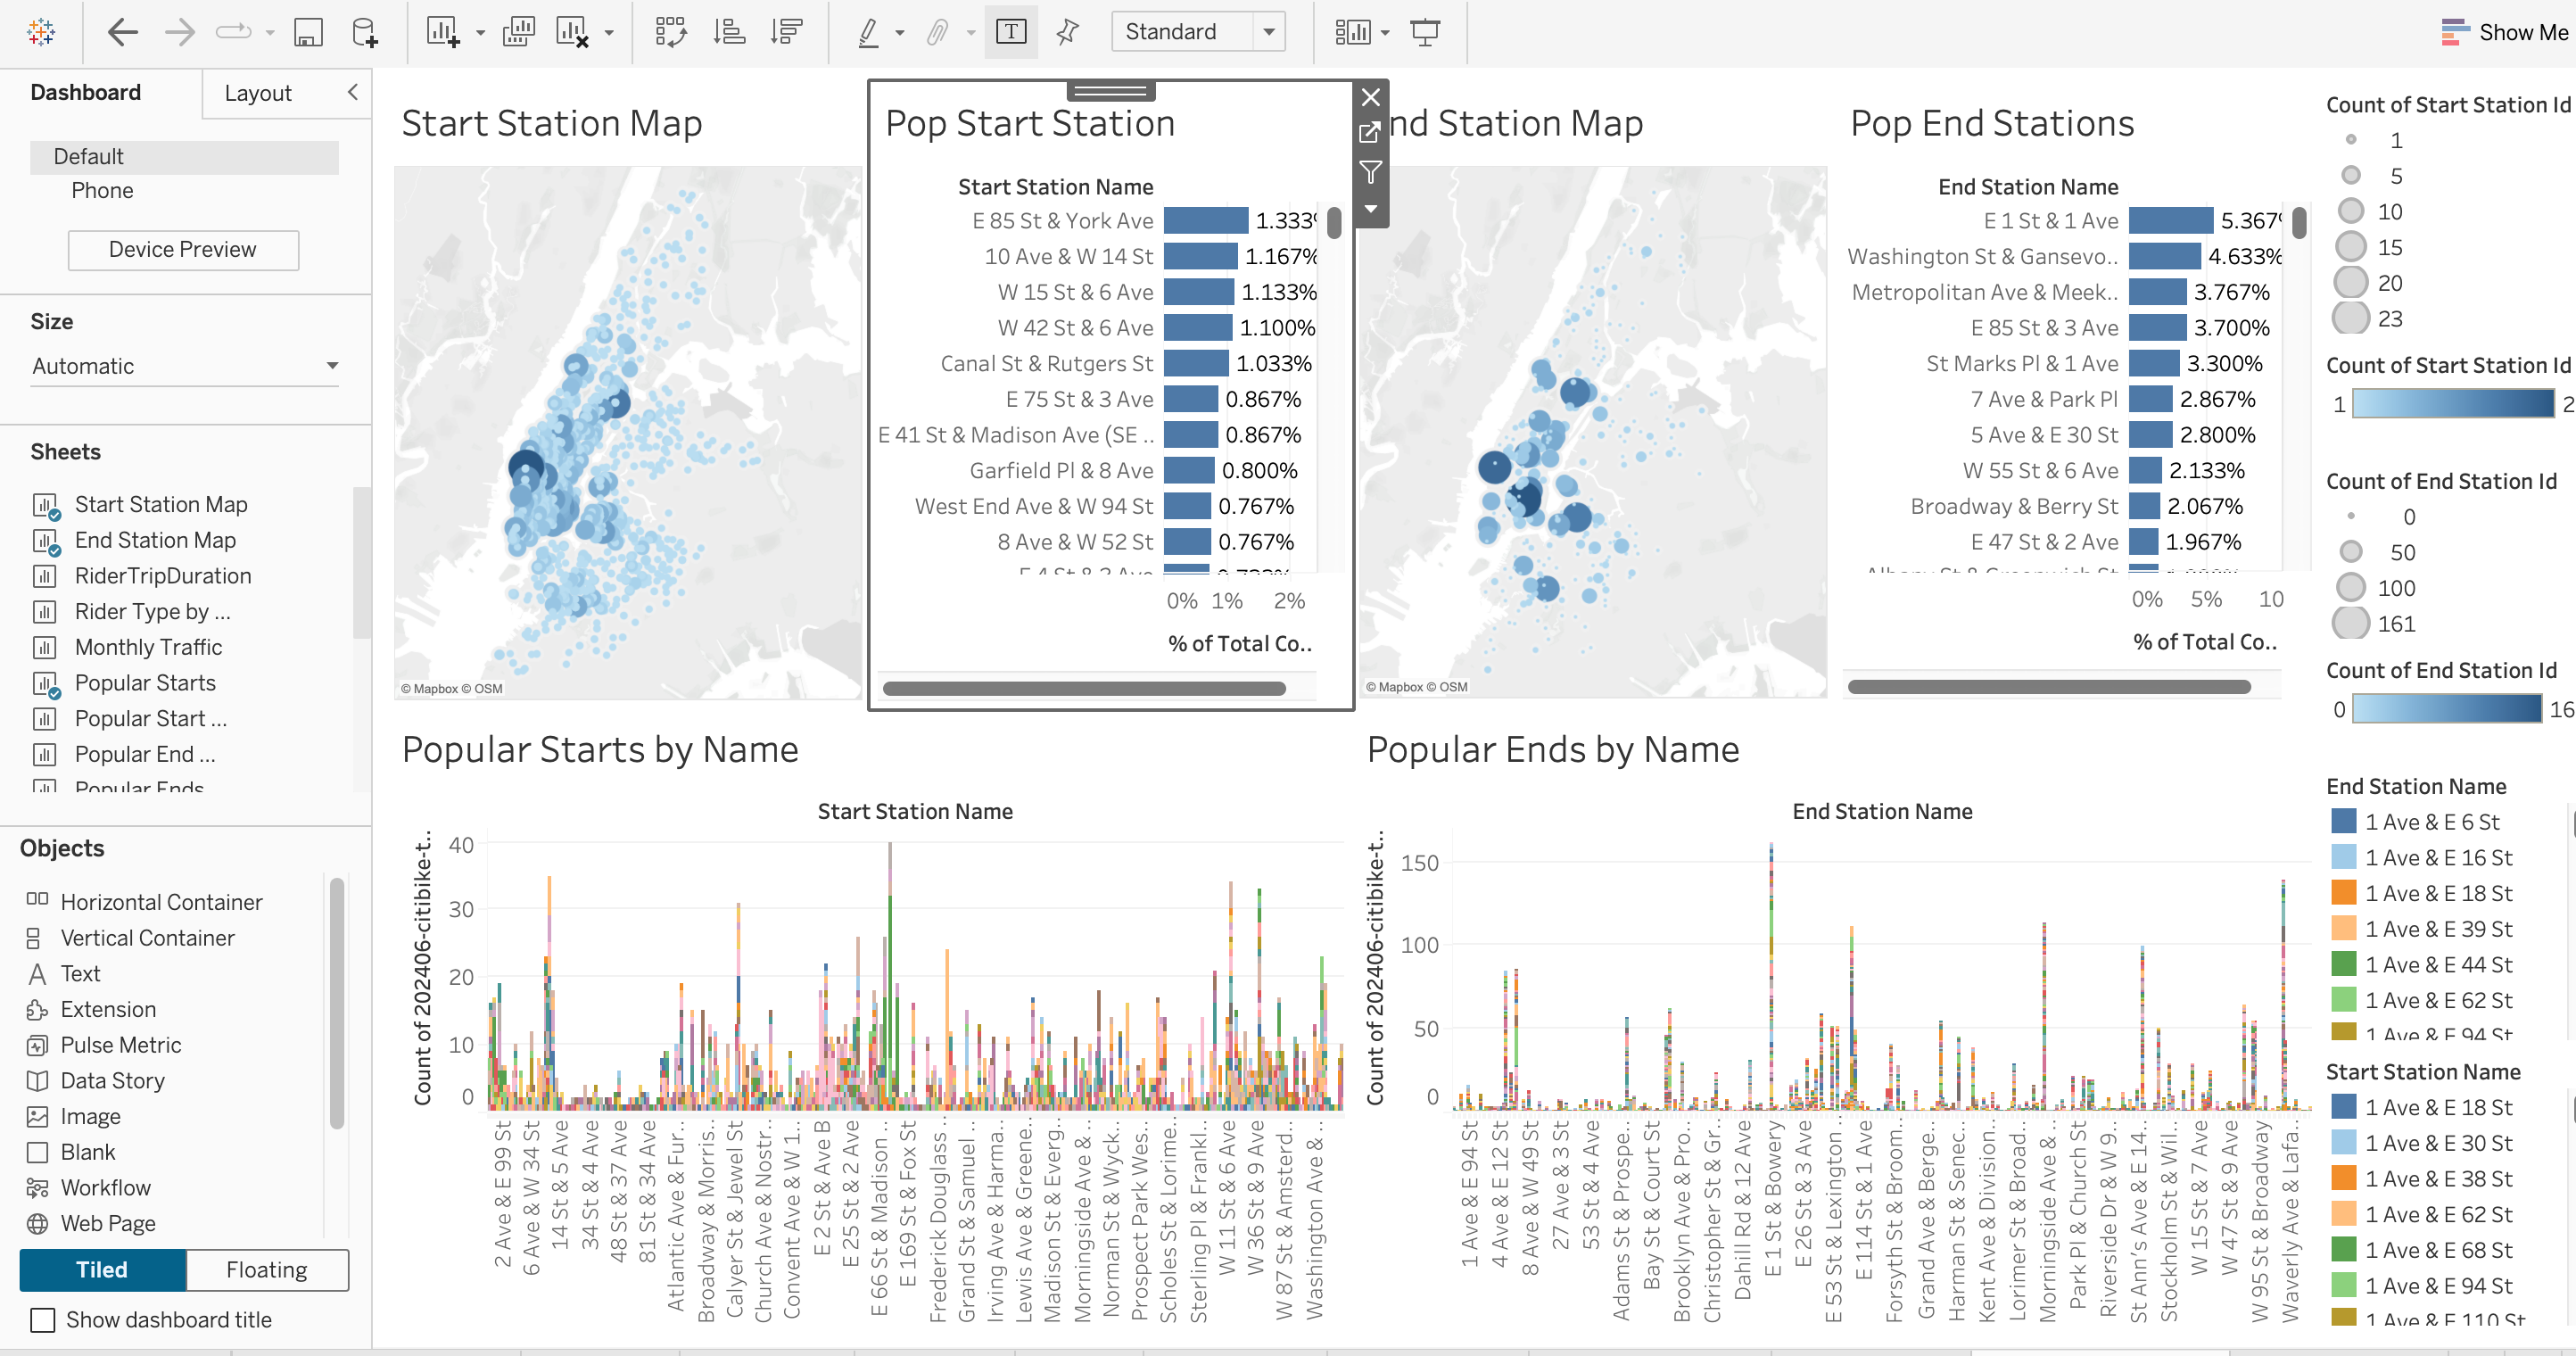 Standard
Show Me
Dashboard
Layout
Default
Phone
Device Preview
Size
Automatic
Sheets
Start Station Map
End Station Map
RiderTripDuration
Rider Type by ...
Monthly Traffic
Popular Starts
Popular Start ...
Popular End ...
Popular Ends
Objects
Horizontal Container
Vertical Container
Text
Extension
Pulse Metric
Data Story
Image
Blank
Workflow
Web Page
Tiled
Floating
Show dashboard title
Start Station Map
© Mapbox © OSM
Pop Start Station
Start Station Name
E 85 St & York Ave 1.333%
10 Ave & W 14 St 1.167%
W 15 St & 6 Ave 1.133%
W 42 St & 6 Ave 1.100%
Canal St & Rutgers St 1.033%
E 75 St & 3 Ave 0.867%
E 41 St & Madison Ave (SE .. 0.867%
Garfield Pl & 8 Ave 0.800%
West End Ave & W 94 St 0.767%
8 Ave & W 52 St 0.767%
0% 1% 2%
% of Total Co..
nd Station Map
© Mapbox © OSM
Pop End Stations
End Station Name
E 1 St & 1 Ave 5.367%
Washington St & Gansevo.. 4.633%
Metropolitan Ave & Meek.. 3.767%
E 85 St & 3 Ave 3.700%
St Marks Pl & 1 Ave 3.300%
7 Ave & Park Pl 2.867%
5 Ave & E 30 St 2.800%
W 55 St & 6 Ave 2.133%
Broadway & Berry St 2.067%
E 47 St & 2 Ave 1.967%
0% 5% 10
% of Total Co..
Popular Starts by Name
Start Station Name
Count of 202406-citibike-t..
40
30
20
10
0
2 Ave & E 99 St
6 Ave & W 34 St
14 St & 5 Ave
34 St & 4 Ave
48 St & 37 Ave
81 St & 34 Ave
Atlantic Ave & Fur..
Broadway & Morris..
Calyer St & Jewel St
Church Ave & Nostr..
Convent Ave & W 1..
E 2 St & Ave B
E 25 St & 2 Ave
E 66 St & Madison ..
E 169 St & Fox St
Frederick Douglass ..
Grand St & Samuel ..
Irving Ave & Harma..
Lewis Ave & Greene..
Madison St & Everg..
Morningside Ave & ..
Norman St & Wyck..
Prospect Park Wes..
Scholes St & Lorime..
Sterling Pl & Frankl..
W 11 St & 6 Ave
W 36 St & 9 Ave
W 87 St & Amsterd..
Washington Ave & ..
Popular Ends by Name
End Station Name
Count of 202406-citibike-t..
150
100
50
0
1 Ave & E 94 St
4 Ave & E 12 St
8 Ave & W 49 St
27 Ave & 3 St
53 St & 4 Ave
Adams St & Prospe..
Bay St & Court St
Brooklyn Ave & Pro..
Christopher St & Gr..
Dahill Rd & 12 Ave
E 1 St & Bowery
E 26 St & 3 Ave
E 53 St & Lexington ..
E 114 St & 1 Ave
Forsyth St & Broom..
Grand Ave & Berge..
Harman St & Senec..
Kent Ave & Division..
Lorimer St & Broad..
Morningside Ave & ..
Park Pl & Church St
Riverside Dr & W 9..
St Ann's Ave & E 14..
Stockholm St & Wil..
W 15 St & 7 Ave
W 47 St & 9 Ave
W 95 St & Broadway
Waverly Ave & Lafa..
Count of Start Station Id
1
5
10
15
20
23
Count of Start Station Id
1 2
Count of End Station Id
0
50
100
161
Count of End Station Id
0 16
End Station Name
1 Ave & E 6 St
1 Ave & E 16 St
1 Ave & E 18 St
1 Ave & E 39 St
1 Ave & E 44 St
1 Ave & E 62 St
1 Ave & E 94 St
Start Station Name
1 Ave & E 18 St
1 Ave & E 30 St
1 Ave & E 38 St
1 Ave & E 62 St
1 Ave & E 68 St
1 Ave & E 94 St
1 Ave & E 110 St